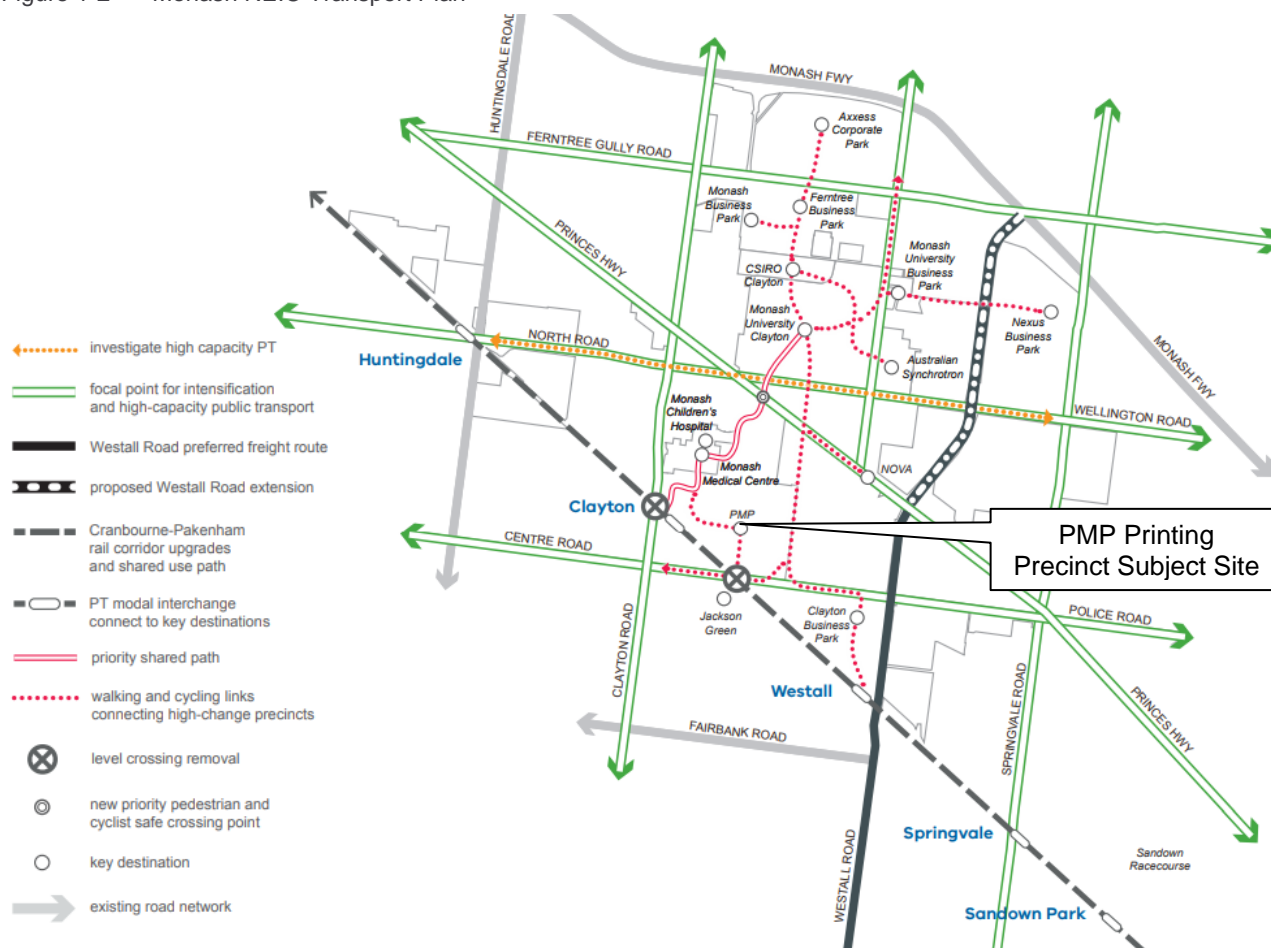 Figure 1-2 Monash NEIC Transport Plan
HUNTINGDALE ROAD
MONASH FWY
Axxess
Corporate
Park
FERNTREE GULLY ROAD
Monash
Business
Park
Ferntree
Business
Park
PRINCES HWY
Monash
University
Business
Park
CSIRO
Clayton
Monash
University
Clayton
Nexus
Business
Park
NORTH ROAD
Huntingdale
Australian
Synchrotron
MONASH FWY
WELLINGTON ROAD
Monash
Children's
Hospital
Monash
Medical Centre
NOVA
Clayton
PMP
CENTRE ROAD
PMP Printing
Precinct Subject Site
Jackson
Green
Clayton
Business
Park
POLICE ROAD
CLAYTON ROAD
Westall
FAIRBANK ROAD
SPRINGVALE ROAD
PRINCES HWY
Springvale
WESTALL ROAD
Sandown
Racecourse
Sandown Park
investigate high capacity PT
focal point for intensification
and high-capacity public transport
Westall Road preferred freight route
proposed Westall Road extension
Cranbourne-Pakenham
rail corridor upgrades
and shared use path
PT modal interchange
connect to key destinations
priority shared path
walking and cycling links
connecting high-change precincts
level crossing removal
new priority pedestrian and
cyclist safe crossing point
key destination
existing road network